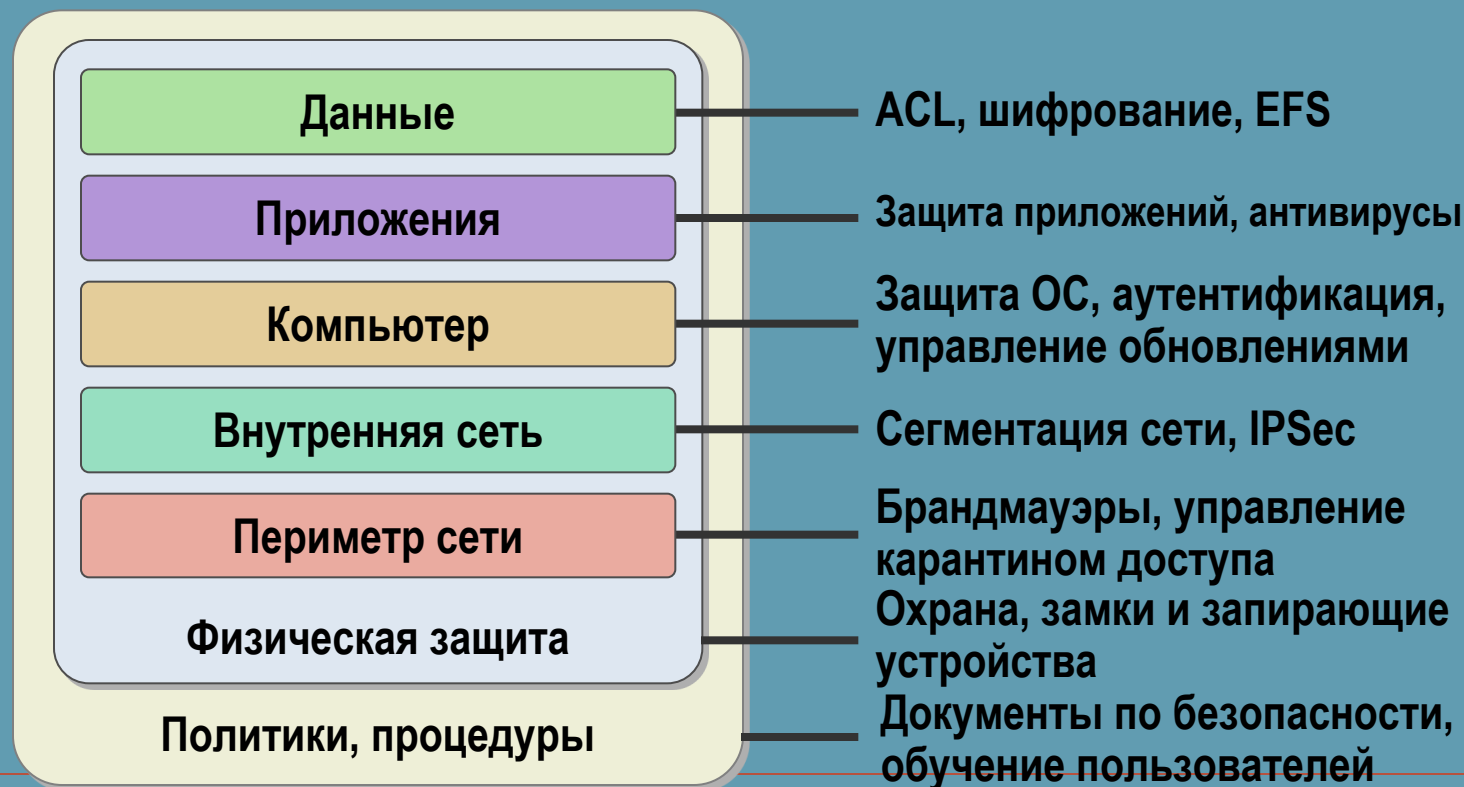 Данные
ACL, шифрование, EFS
Приложения
Защита приложений, антивирусы
Компьютер
Защита ОС, аутентификация,
управление обновлениями
Внутренняя сеть
Сегментация сети, IPSec
Периметр сети
Брандмауэры, управление
карантином доступа
Физическая защита
Охрана, замки и запирающие
устройства
Политики, процедуры
Документы по безопасности,
обучение пользователей